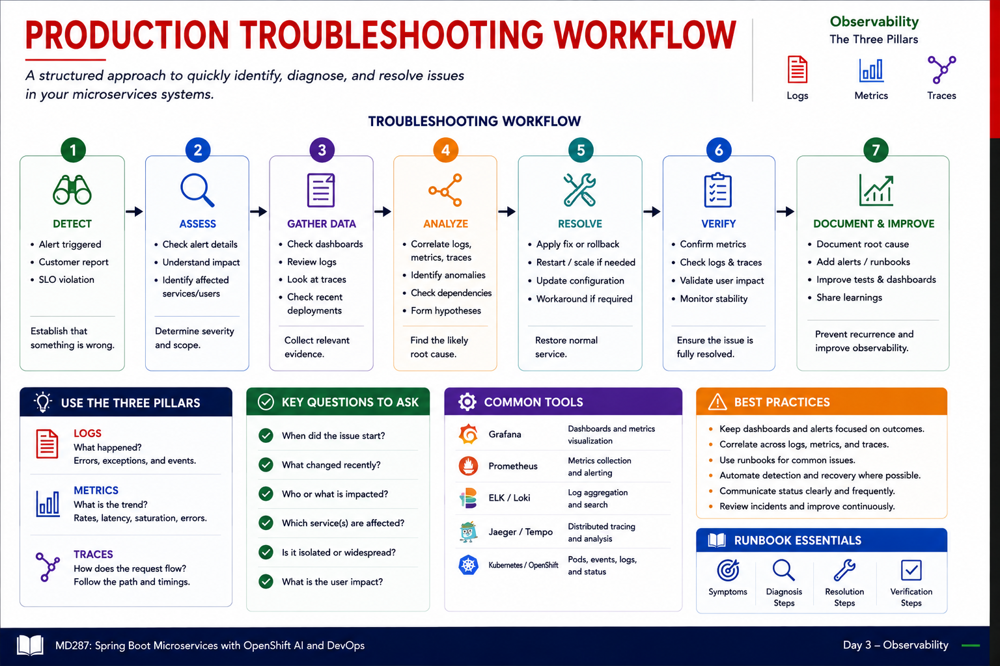 PRODUCTION TROUBLESHOOTING WORKFLOW
A structured approach to quickly identify, diagnose, and resolve issues
in your microservices systems.
Observability
The Three Pillars
Logs
Metrics
Traces
TROUBLESHOOTING WORKFLOW
1
DETECT
• Alert triggered
• Customer report
• SLO violation
Establish that
something is wrong.
2
ASSESS
• Check alert details
• Understand impact
• Identify affected
services/users
Determine severity
and scope.
3
GATHER DATA
• Check dashboards
• Review logs
• Look at traces
• Check recent
deployments
Collect relevant
evidence.
4
ANALYZE
• Correlate logs,
metrics, traces
• Identify anomalies
• Check dependencies
• Form hypotheses
Find the likely
root cause.
5
RESOLVE
• Apply fix or rollback
• Restart / scale if needed
• Update configuration
• Workaround if required
Restore normal
service.
6
VERIFY
• Confirm metrics
• Check logs & traces
• Validate user impact
• Monitor stability
Ensure the issue is
fully resolved.
7
DOCUMENT & IMPROVE
• Document root cause
• Add alerts / runbooks
• Improve tests & dashboards
• Share learnings
Prevent recurrence and
improve observability.
USE THE THREE PILLARS
LOGS
What happened?
Errors, exceptions, and events.
METRICS
What is the trend?
Rates, latency, saturation, errors.
TRACES
How does the request flow?
Follow the path and timings.
KEY QUESTIONS TO ASK
When did the issue start?
What changed recently?
Who or what is impacted?
Which service(s) are affected?
Is it isolated or widespread?
What is the user impact?
COMMON TOOLS
Grafana
Dashboards and metrics
visualization
Prometheus
Metrics collection
and alerting
ELK / Loki
Log aggregation
and search
Jaeger / Tempo
Distributed tracing
and analysis
Kubernetes / OpenShift
Pods, events, logs,
and status
BEST PRACTICES
• Keep dashboards and alerts focused on outcomes.
• Correlate across logs, metrics, and traces.
• Use runbooks for common issues.
• Automate detection and recovery where possible.
• Communicate status clearly and frequently.
• Review incidents and improve continuously.
RUNBOOK ESSENTIALS
Symptoms
Diagnosis
Steps
Resolution
Steps
Verification
Steps
MD287: Spring Boot Microservices with OpenShift AI and DevOps
Day 3 – Observability